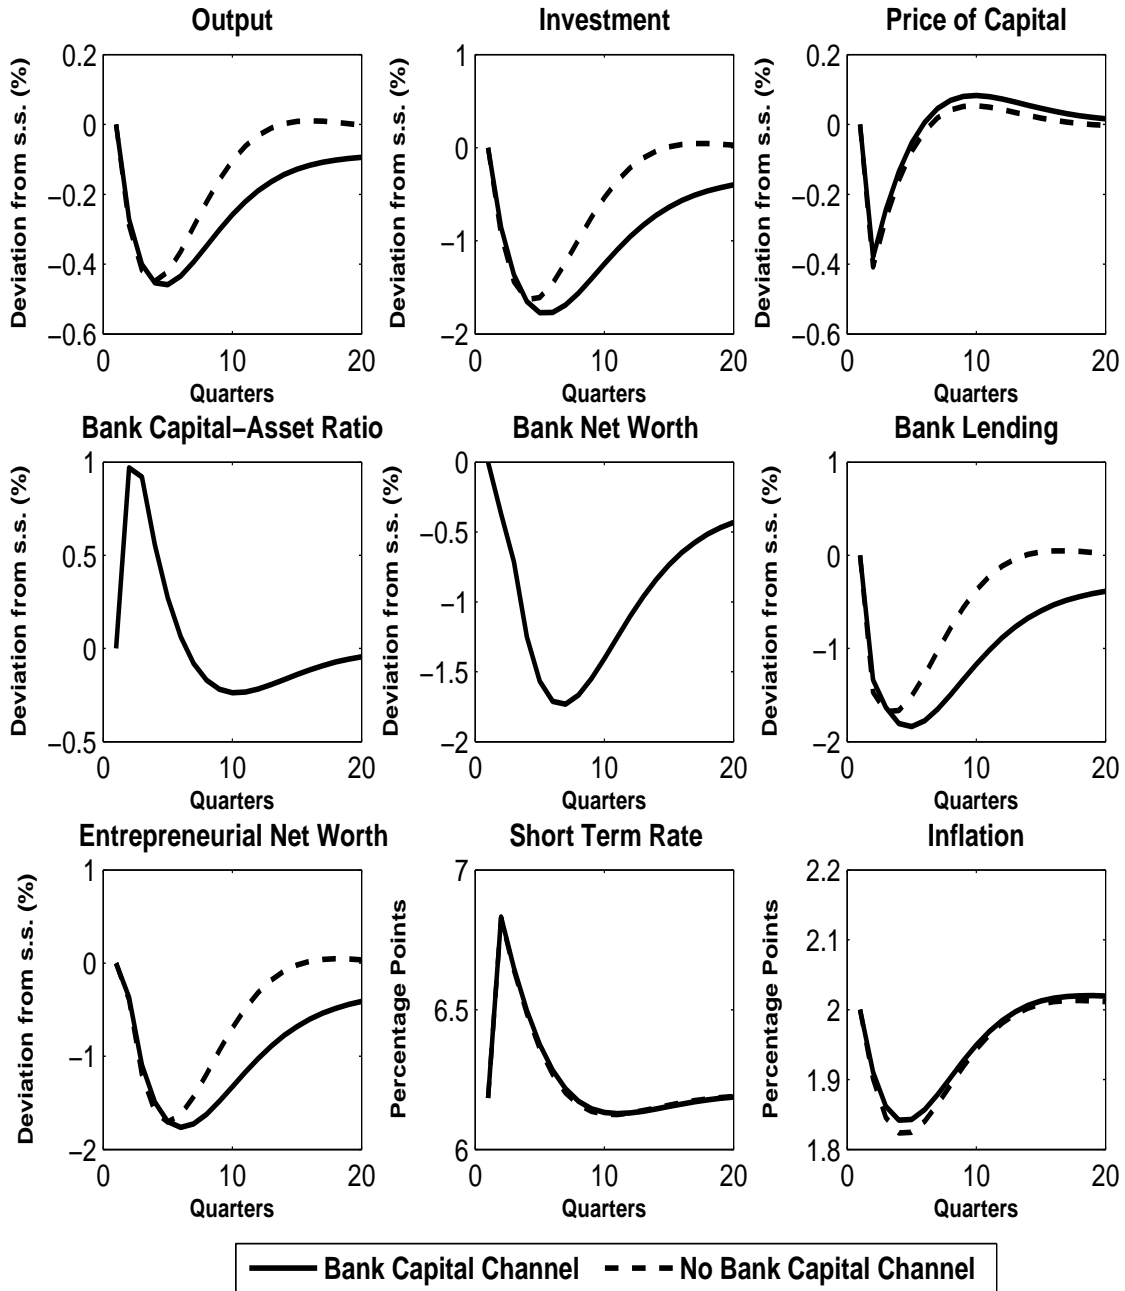 Output
Deviation from s.s. (%)
0.2
0
−0.2
−0.4
−0.6
0
10
20
Quarters
Investment
Deviation from s.s. (%)
1
0
−1
−2
0
10
20
Quarters
Price of Capital
Deviation from s.s. (%)
0.2
0
−0.2
−0.4
−0.6
0
10
20
Quarters
Bank Capital−Asset Ratio
Deviation from s.s. (%)
1
0.5
0
−0.5
0
10
20
Quarters
Bank Net Worth
Deviation from s.s. (%)
0
−0.5
−1
−1.5
−2
0
10
20
Quarters
Bank Lending
Deviation from s.s. (%)
1
0
−1
−2
0
10
20
Quarters
Entrepreneurial Net Worth
Deviation from s.s. (%)
1
0
−1
−2
0
10
20
Quarters
Short Term Rate
Percentage Points
7
6.5
6
0
10
20
Quarters
Inflation
Percentage Points
2.2
2.1
2
1.9
1.8
0
10
20
Quarters
Bank Capital Channel
No Bank Capital Channel